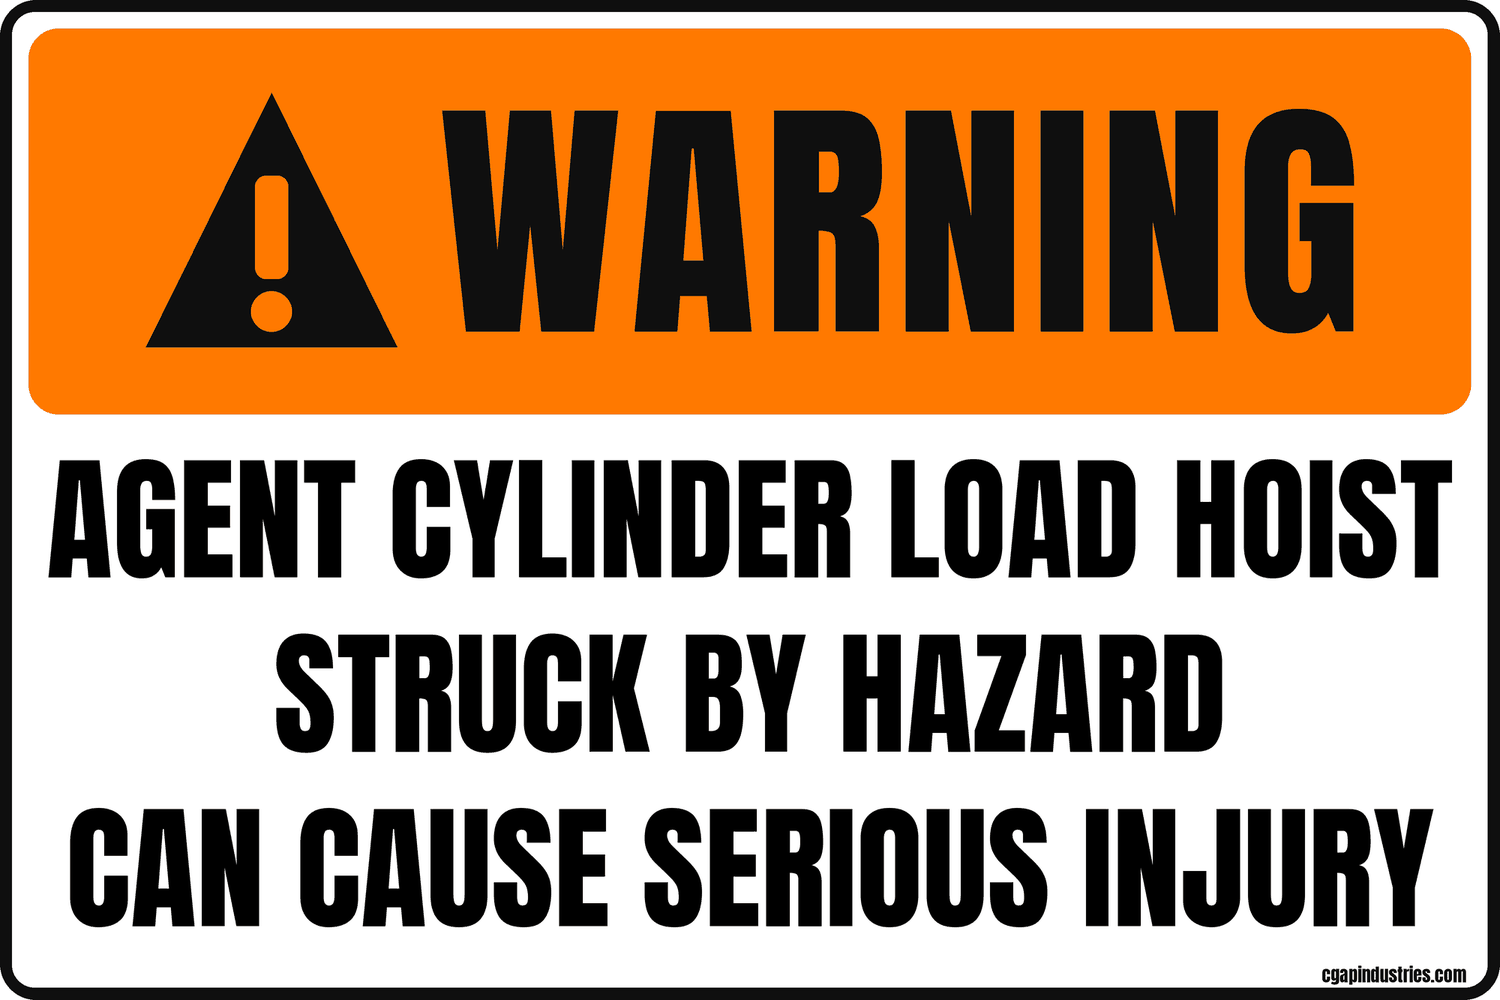 WARNING
AGENT CYLINDER LOAD HOIST
STRUCK BY HAZARD
CAN CAUSE SERIOUS INJURY
cgapindustries.com